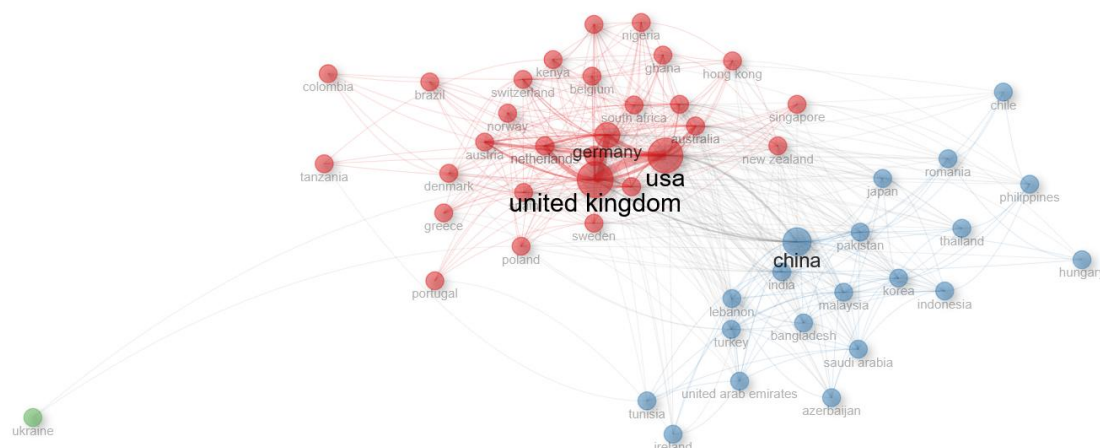 nigeria
ghana
hong kong
kenya
colombia
brazil
switzerland
belgium
chile
norway
south africa
singapore
australia
austria
netherlands
germany
new zealand
romania
tanzania
denmark
usa
japan
philippines
united kingdom
greece
sweden
pakistan
thailand
poland
china
hungary
india
portugal
korea
malaysia
indonesia
lebanon
bangladesh
turkey
saudi arabia
united arab emirates
azerbaijan
tunisia
ukraine
ireland